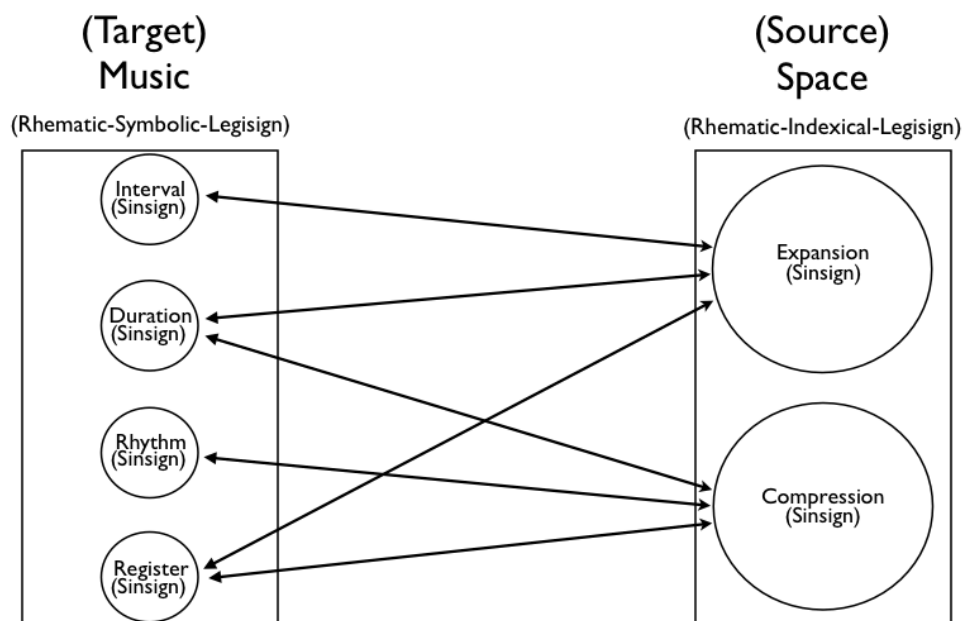 (Target)
Music
(Rhematic-Symbolic-Legisign)
Interval
(Sinsign)
Duration
(Sinsign)
Rhythm
(Sinsign)
Register
(Sinsign)
(Source)
Space
(Rhematic-Indexical-Legisign)
Expansion
(Sinsign)
Compression
(Sinsign)